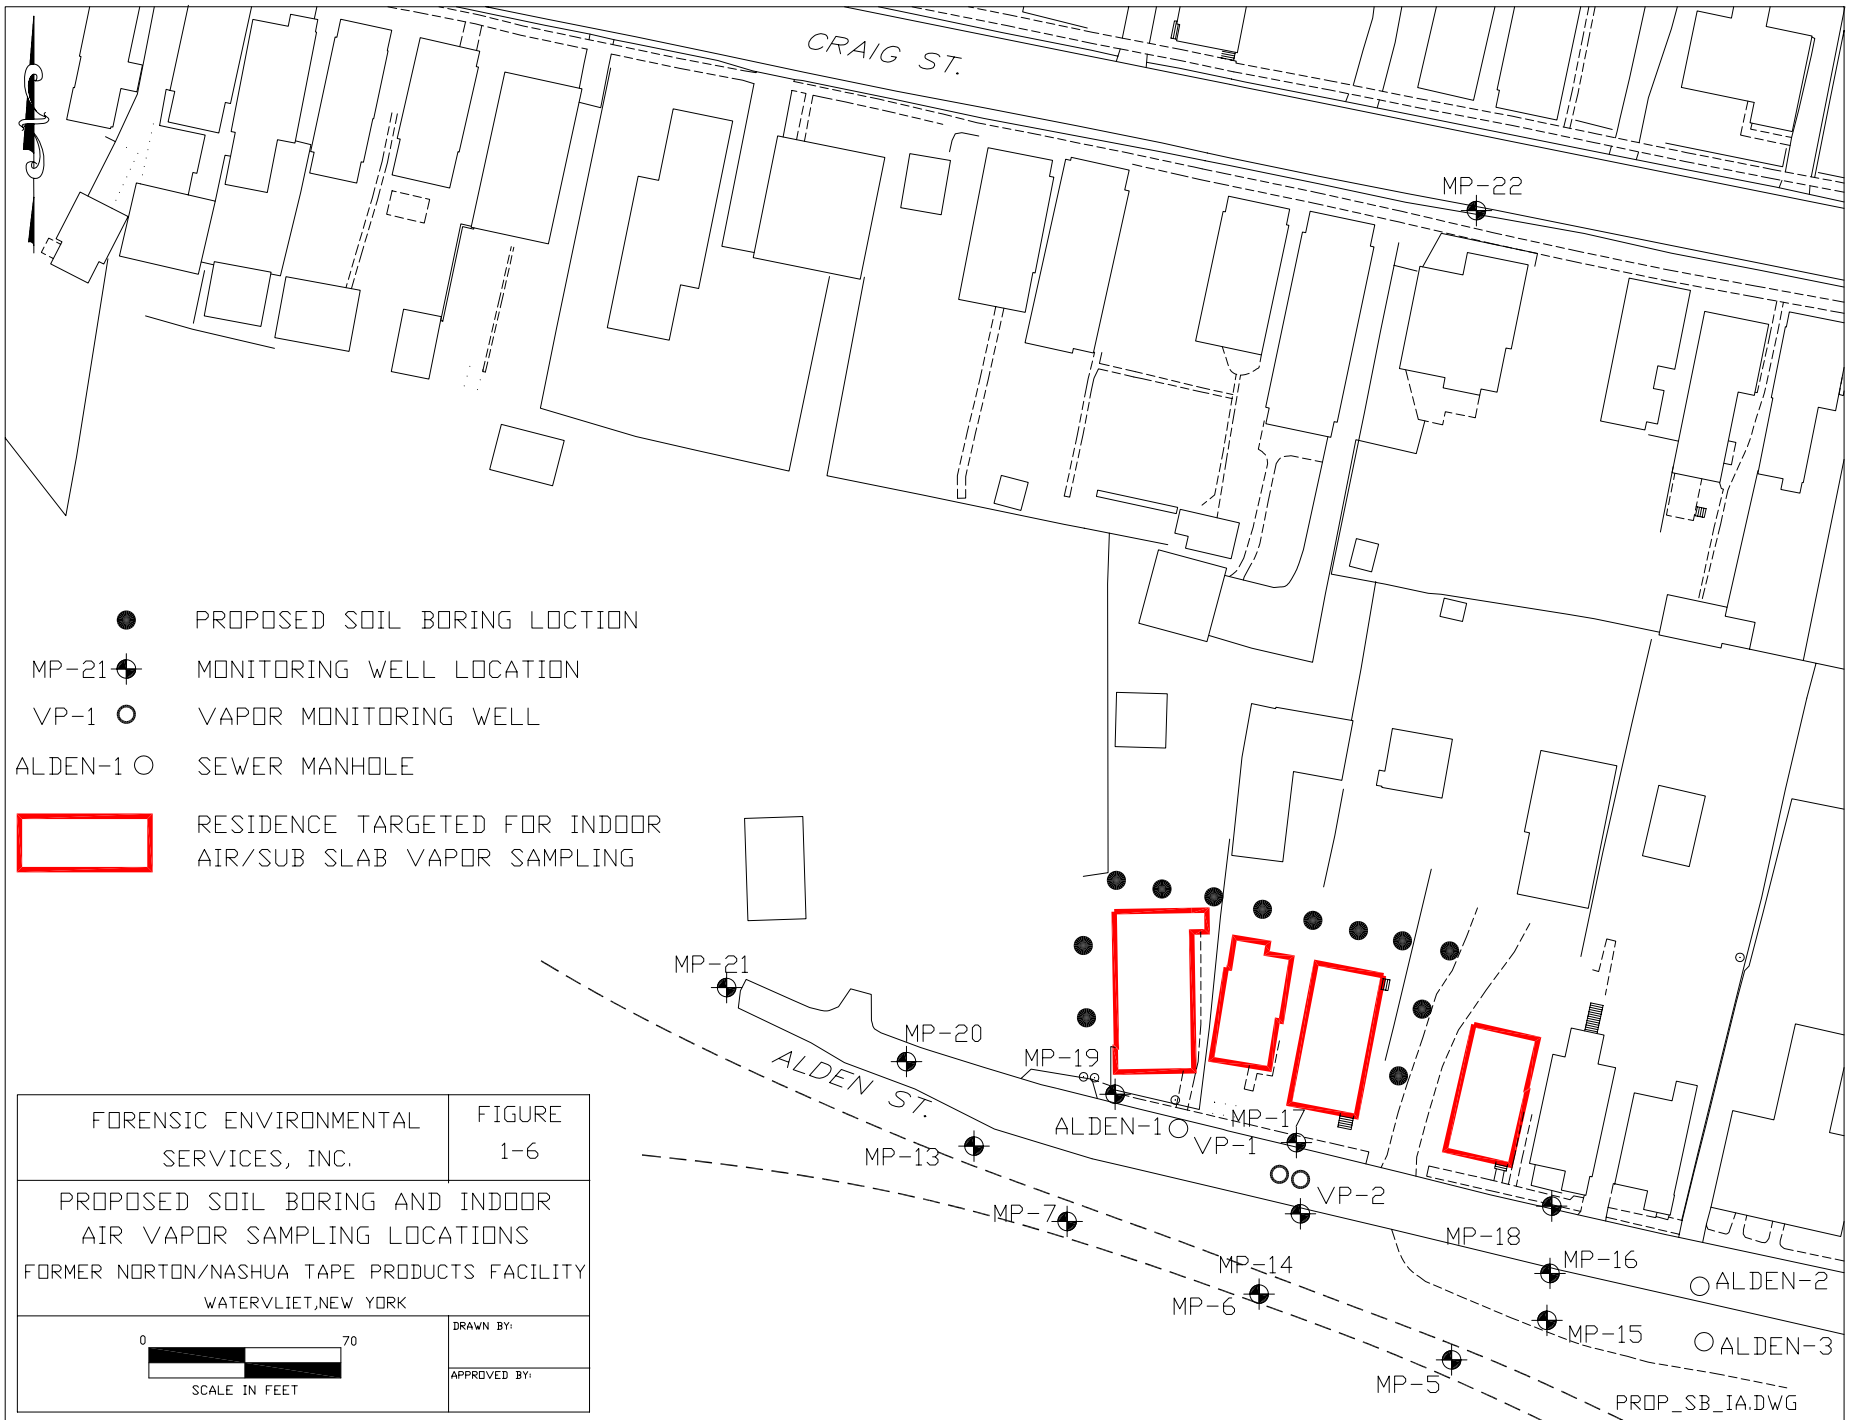 CRAIG ST.
MP-22
PROPOSED SOIL BORING LOCTION
MP-21 MONITORING WELL LOCATION
VP-1 VAPOR MONITORING WELL
ALDEN-1 SEWER MANHOLE
RESIDENCE TARGETED FOR INDOOR
AIR/SUB SLAB VAPOR SAMPLING
MP-21
MP-20
MP-19
ALDEN ST.
ALDEN-1
MP-17
VP-1
MP-13
VP-2
MP-7
MP-18
MP-16
MP-14
ALDEN-2
MP-6
MP-15
ALDEN-3
MP-5
PROP_SB_IA.DWG
FORENSIC ENVIRONMENTAL
SERVICES, INC.
FIGURE
1-6
PROPOSED SOIL BORING AND INDOOR
AIR VAPOR SAMPLING LOCATIONS
FORMER NORTON/NASHUA TAPE PRODUCTS FACILITY
WATERVLIET,NEW YORK
0 70
SCALE IN FEET
DRAWN BY:
APPROVED BY: